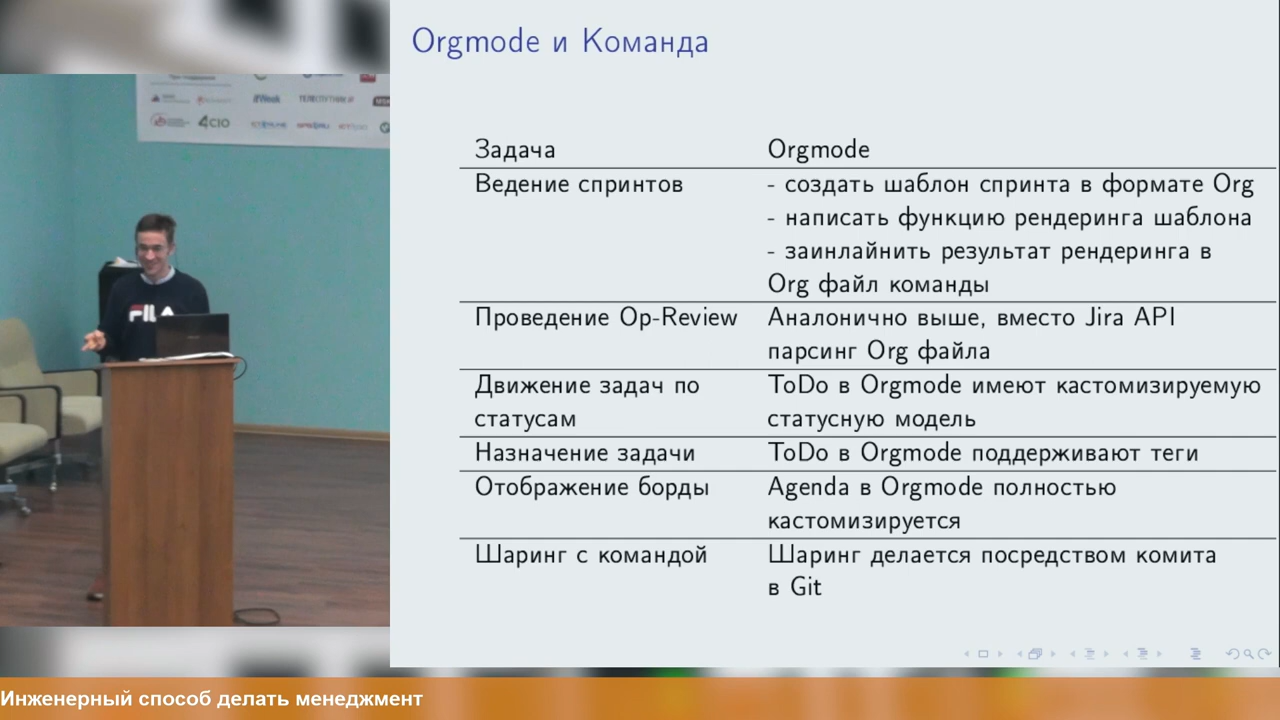 Orgmode и Команда
Задача Orgmode
Ведение спринтов - создать шаблон спринта в формате Org
- написать функцию рендеринга шаблона
- заинлайнить результат рендеринга в
Org файл команды
Проведение Op-Review Аналонично выше, вместо Jira API
парсинг Org файла
Движение задач по ToDo в Orgmode имеют кастомизируемую
статусам статусную модель
Назначение задачи ToDo в Orgmode поддерживают теги
Отображение борды Agenda в Orgmode полностью
кастомизируется
Шаринг с командой Шаринг делается посредством комита
в Git
ТЕЛЕСПУТНИК
4CIO
FILA
Инженерный способ делать менеджмент